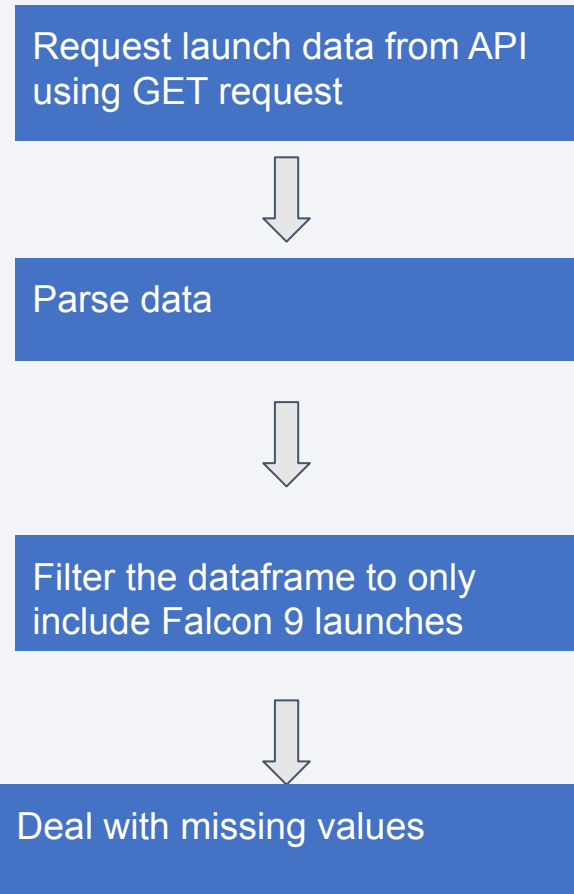 Request launch data from API
using GET request
Parse data
Filter the dataframe to only
include Falcon 9 launches
Deal with missing values